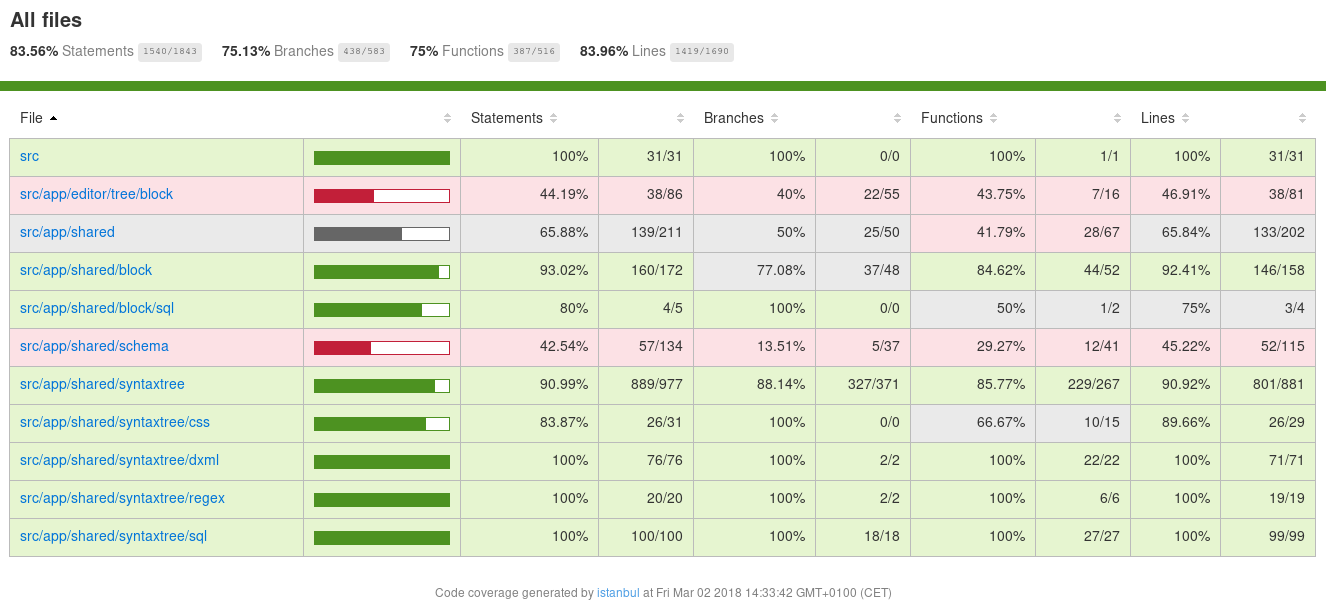 All files
83.56% Statements 1540/1843 75.13% Branches 438/583 75% Functions 387/516 83.96% Lines 1419/1690
File Statements Branches Functions Lines
src 100% 31/31 100% 0/0 100% 1/1 100% 31/31
src/app/editor/tree/block 44.19% 38/86 40% 22/55 43.75% 7/16 46.91% 38/81
src/app/shared 65.88% 139/211 50% 25/50 41.79% 28/67 65.84% 133/202
src/app/shared/block 93.02% 160/172 77.08% 37/48 84.62% 44/52 92.41% 146/158
src/app/shared/block/sql 80% 4/5 100% 0/0 50% 1/2 75% 3/4
src/app/shared/schema 42.54% 57/134 13.51% 5/37 29.27% 12/41 45.22% 52/115
src/app/shared/syntaxtree 90.99% 889/977 88.14% 327/371 85.77% 229/267 90.92% 801/881
src/app/shared/syntaxtree/css 83.87% 26/31 100% 0/0 66.67% 10/15 89.66% 26/29
src/app/shared/syntaxtree/dxml 100% 76/76 100% 2/2 100% 22/22 100% 71/71
src/app/shared/syntaxtree/regex 100% 20/20 100% 2/2 100% 6/6 100% 19/19
src/app/shared/syntaxtree/sql 100% 100/100 100% 18/18 100% 27/27 100% 99/99
Code coverage generated by istanbul at Fri Mar 02 2018 14:33:42 GMT+0100 (CET)